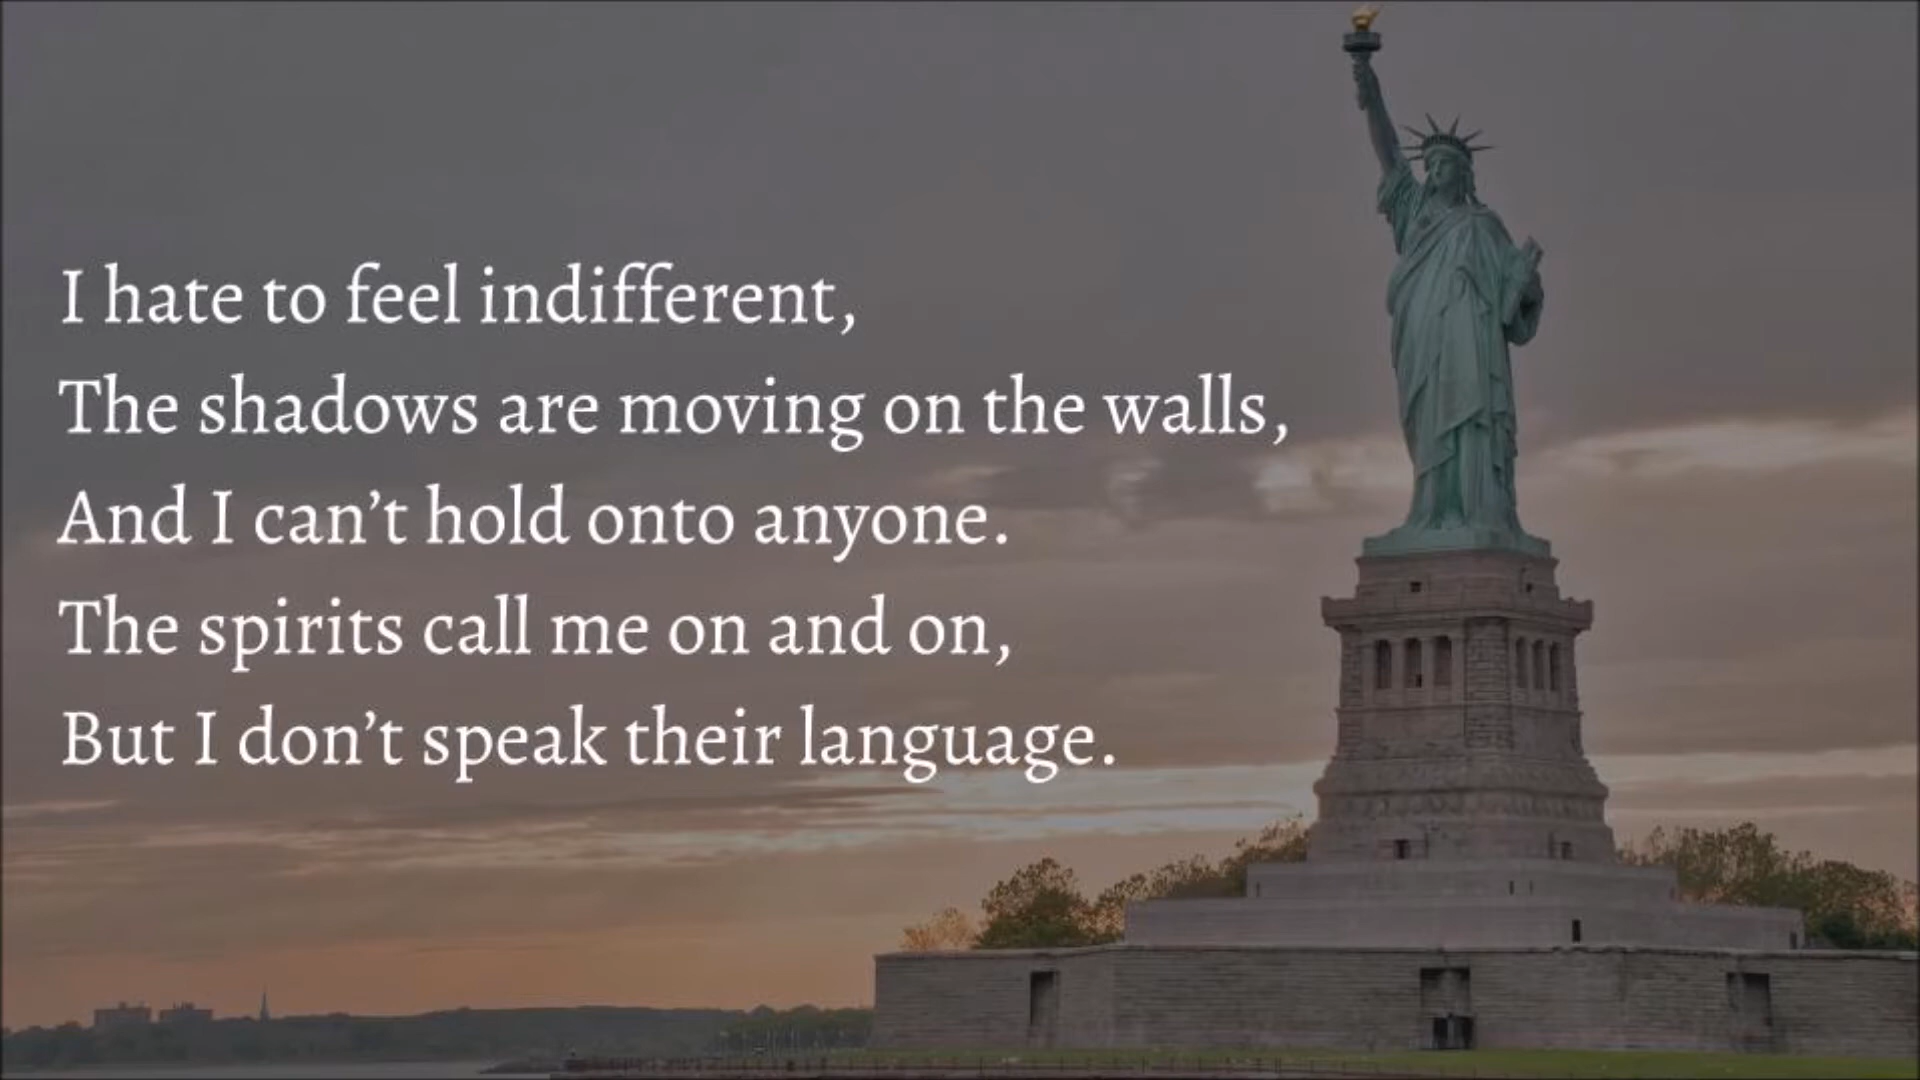 I hate to feel indifferent,
The shadows are moving on the walls,
And I can’t hold onto anyone.
The spirits call me on and on,
But I don’t speak their language.